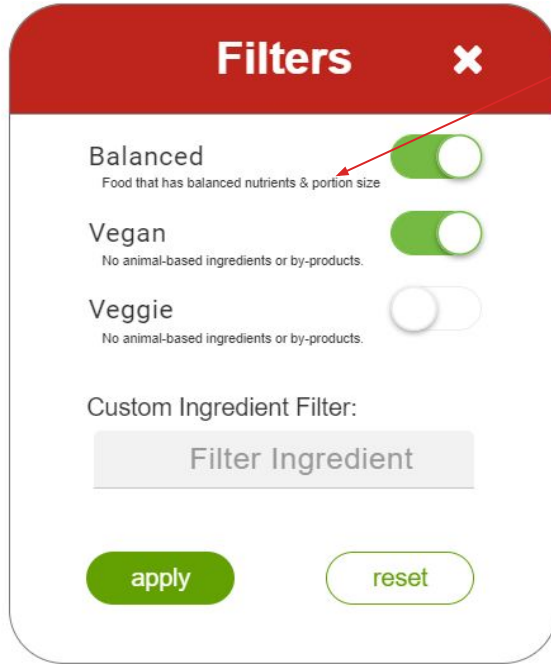 Filters
Balanced
Food that has balanced nutrients & portion size
Vegan
No animal-based ingredients or by-products.
Veggie
No animal-based ingredients or by-products.
Custom Ingredient Filter:
Filter Ingredient
apply reset